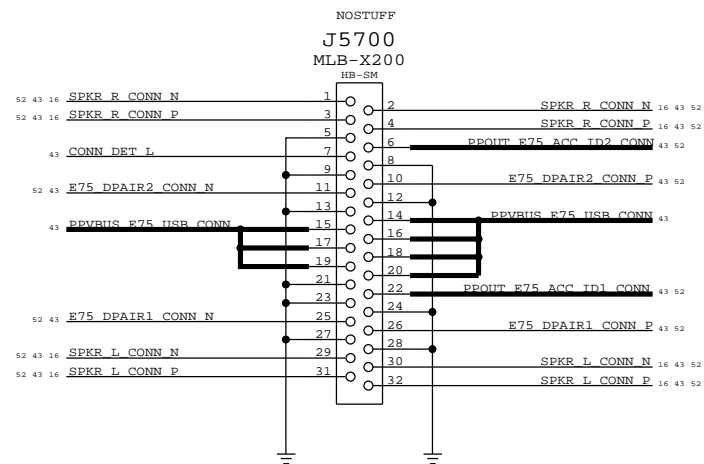 NOSTUFF
J5700
MLB-X200
HB-SM
52 43 16 SPKR_R_CONN_N 1
2 SPKR_R_CONN_N 16 43 52
52 43 16 SPKR_R_CONN_P 3
4 SPKR_R_CONN_P 16 43 52
5
6 PPOUT_E75_ACC_ID2_CONN 43 52
43 CONN_DET_L 7
8
9
10 E75_DPAIR2_CONN_P 43 52
52 43 E75_DPAIR2_CONN_N 11
12
13
14 PPVBUS_E75_USB_CONN 43
43 PPVBUS_E75_USB_CONN 15
16
17
18
19
20
21
22 PPOUT_E75_ACC_ID1_CONN 43 52
23
24
52 43 E75_DPAIR1_CONN_N 25
26 E75_DPAIR1_CONN_P 43 52
27
28
52 43 16 SPKR_L_CONN_N 29
30 SPKR_L_CONN_N 16 43 52
52 43 16 SPKR_L_CONN_P 31
32 SPKR_L_CONN_P 16 43 52